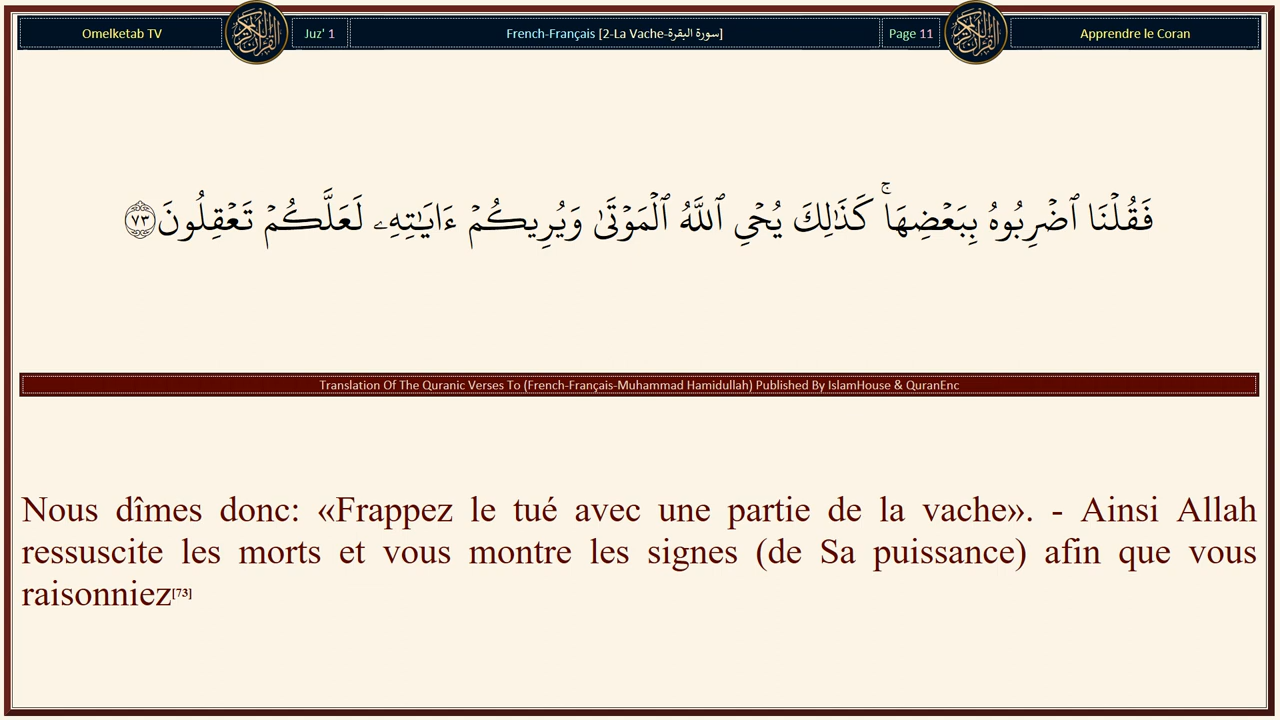 Omelketab TV
Juz' 1
French-Français [2-La Vache-سورة البقرة]
Page 11
Apprendre le Coran
فَقُلۡنَا ٱضۡرِبُوهُ بِبَعۡضِهَاۚ كَذَٰلِكَ يُحۡيِ ٱللَّهُ ٱلۡمَوۡتَىٰ وَيُرِيكُمۡ ءَايَٰتِهِۦ لَعَلَّكُمۡ تَعۡقِلُونَ ٧٣
Translation Of The Quranic Verses To (French-Français-Muhammad Hamidullah) Published By IslamHouse & QuranEnc
Nous dîmes donc: «Frappez le tué avec une partie de la vache». - Ainsi Allah
ressuscite les morts et vous montre les signes (de Sa puissance) afin que vous
raisonniez[73]